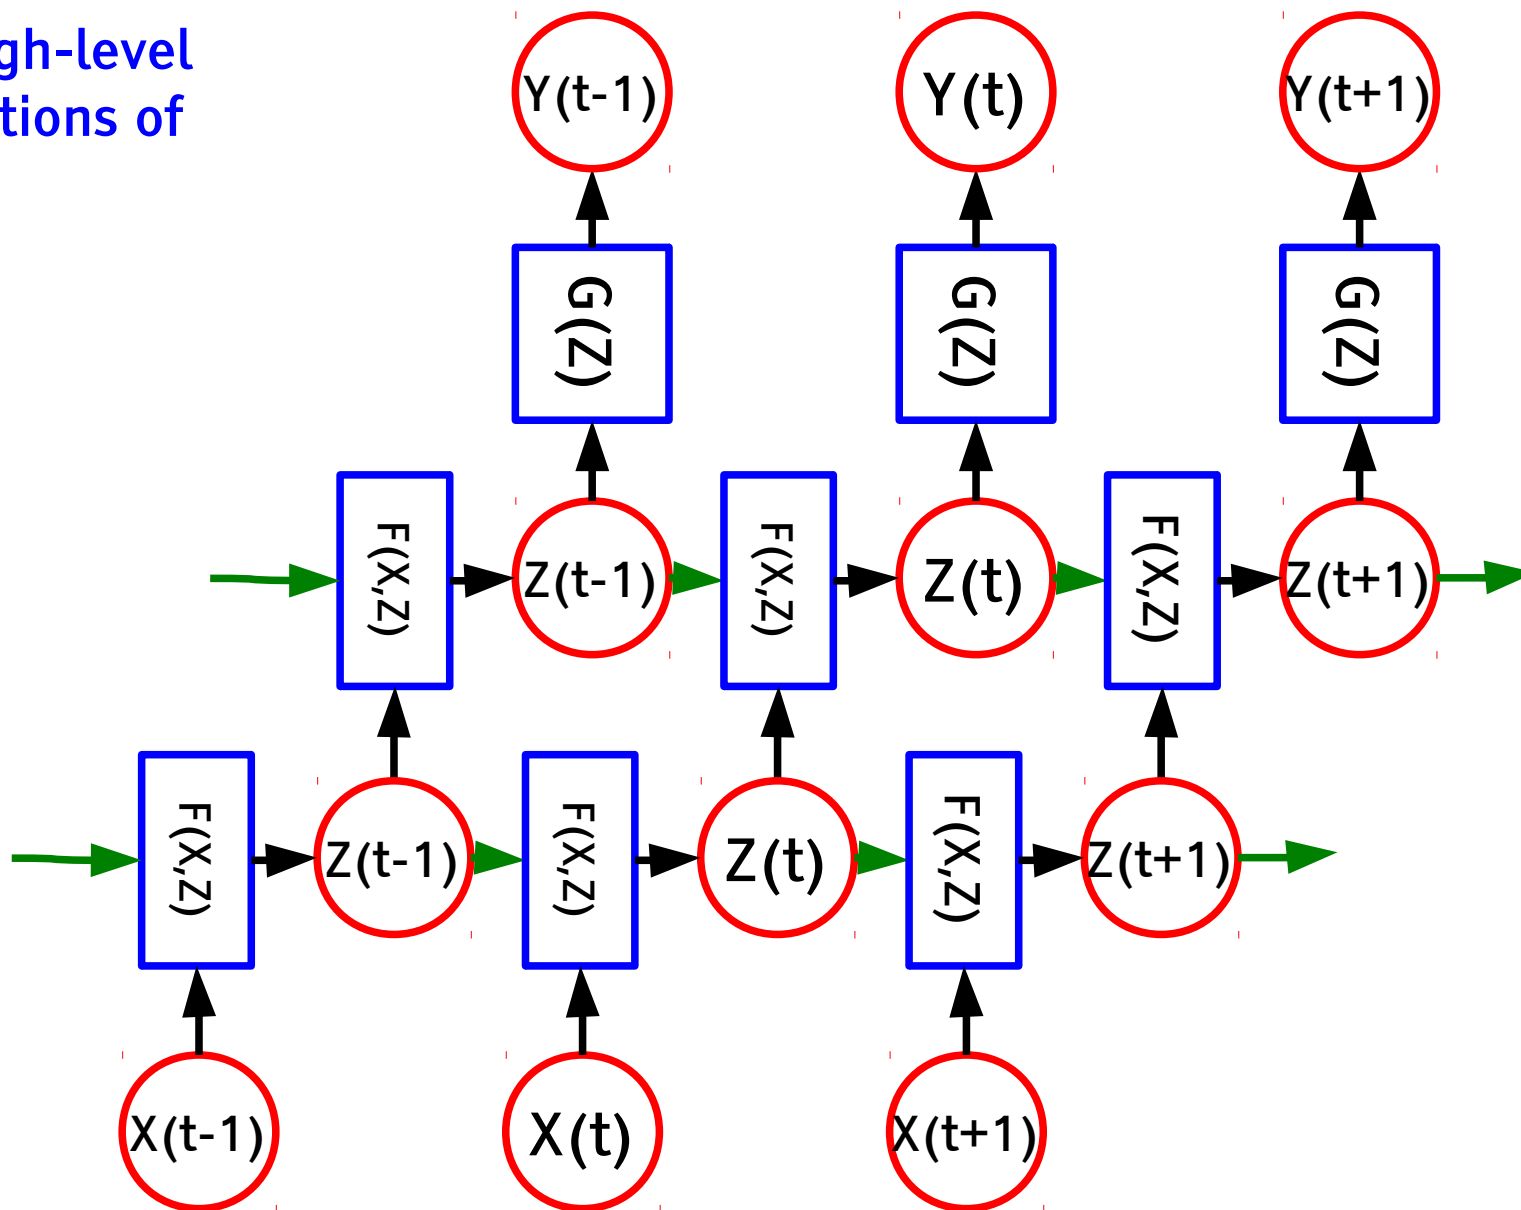 gh-level
tions of
Y(t-1) Y(t) Y(t+1)
G(Z) G(Z) G(Z)
F(X,Z) Z(t-1) F(X,Z) Z(t) F(X,Z) Z(t+1)
F(X,Z) Z(t-1) F(X,Z) Z(t) F(X,Z) Z(t+1)
X(t-1) X(t) X(t+1)